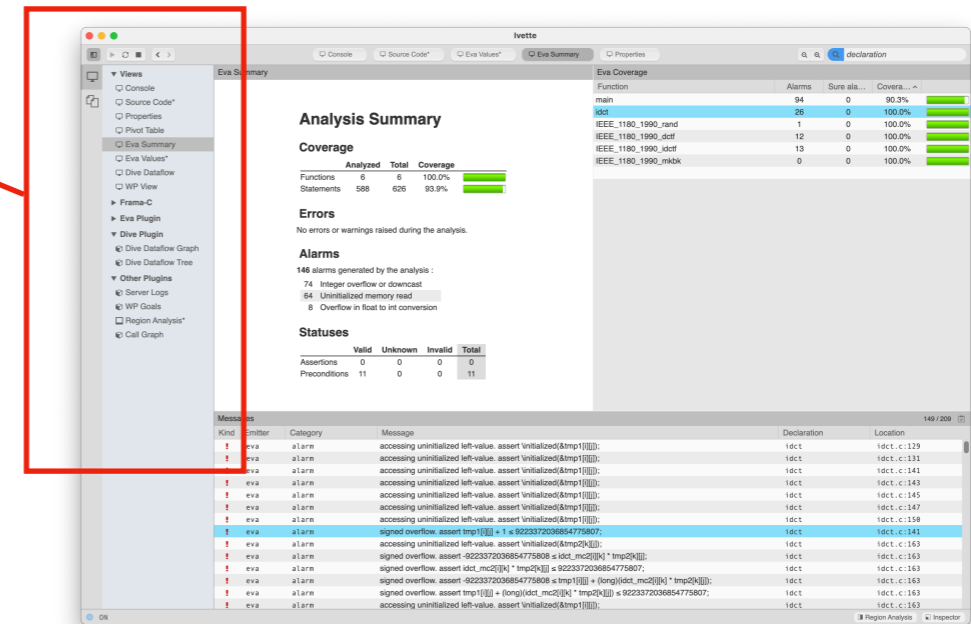 Ivette
Console Source Code* Eva Values* Eva Summary Properties declaration
Views
Console
Source Code*
Properties
Pivot Table
Eva Summary
Eva Values*
Dive Dataflow
WP View
Frama-C
Eva Plugin
Dive Plugin
Dive Dataflow Graph
Dive Dataflow Tree
Other Plugins
Server Logs
WP Goals
Region Analysis*
Call Graph
Eva Summary
Analysis Summary
Coverage
Analyzed Total Coverage
Functions 6 6 100.0%
Statements 588 626 93.9%
Errors
No errors or warnings raised during the analysis.
Alarms
146 alarms generated by the analysis :
74 Integer overflow or downcast
64 Uninitialized memory read
8 Overflow in float to int conversion
Statuses
Valid Unknown Invalid Total
Assertions 0 0 0 0
Preconditions 11 0 0 11
Eva Coverage
Function Alarms Sure ala... Covera...
main 94 0 90.3%
idct 26 0 100.0%
IEEE_1180_1990_rand 1 0 100.0%
IEEE_1180_1990_dctf 12 0 100.0%
IEEE_1180_1990_idctf 13 0 100.0%
IEEE_1180_1990_mkbk 0 0 100.0%
Messages 149 / 209
Kind Emitter Category Message Declaration Location
! eva alarm accessing uninitialized left-value. assert \initialized(&tmp1[i][j]); idct idct.c:129
! eva alarm accessing uninitialized left-value. assert \initialized(&tmp1[i][j]); idct idct.c:131
! eva alarm accessing uninitialized left-value. assert \initialized(&tmp1[i][j]); idct idct.c:141
! eva alarm accessing uninitialized left-value. assert \initialized(&tmp1[i][j]); idct idct.c:143
! eva alarm accessing uninitialized left-value. assert \initialized(&tmp1[i][j]); idct idct.c:145
! eva alarm accessing uninitialized left-value. assert \initialized(&tmp1[i][j]); idct idct.c:147
! eva alarm accessing uninitialized left-value. assert \initialized(&tmp1[i][j]); idct idct.c:150
! eva alarm signed overflow. assert tmp1[i][j] + 1 ≤ 9223372036854775807; idct idct.c:141
! eva alarm accessing uninitialized left-value. assert \initialized(&tmp2[k][j]); idct idct.c:163
! eva alarm signed overflow. assert -9223372036854775808 ≤ idct_mc2[i][k] * tmp2[k][j]; idct idct.c:163
! eva alarm signed overflow. assert idct_mc2[i][k] * tmp2[k][j] ≤ 9223372036854775807; idct idct.c:163
! eva alarm signed overflow. assert -9223372036854775808 ≤ tmp1[i][j] + (long)(idct_mc2[i][k] * tmp2[k][j]); idct idct.c:163
! eva alarm signed overflow. assert tmp1[i][j] + (long)(idct_mc2[i][k] * tmp2[k][j]) ≤ 9223372036854775807; idct idct.c:163
! eva alarm accessing uninitialized left-value. assert \initialized(&tmp1[i][j]); idct idct.c:163
ON Region Analysis Inspector